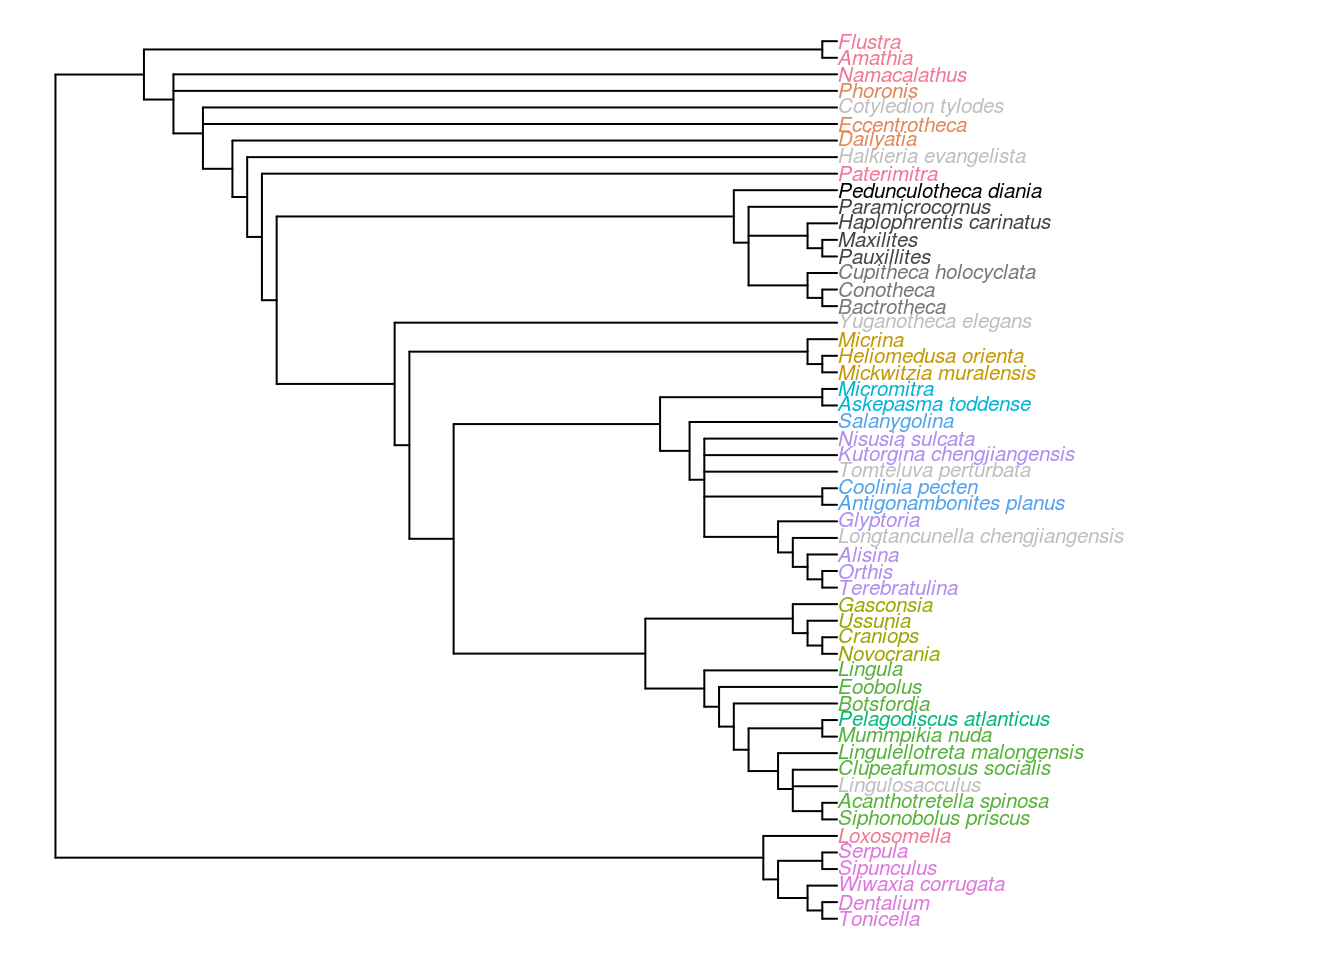 Flustra
Amathia
Namacalathus
Phoronis
Cotyledion tylodes
Eccentrotheca
Dailyatia
Halkieria evangelista
Paterimitra
Pedunculotheca diania
Paramicrocornus
Haplophrentis carinatus
Maxilites
Pauxillites
Cupitheca holocyclata
Conotheca
Bactrotheca
Yuganotheca elegans
Micrina
Heliomedusa orienta
Mickwitzia muralensis
Micromitra
Askepasma toddense
Salanygolina
Nisusia sulcata
Kutorgina chengjiangensis
Tomteluva perturbata
Coolinia pecten
Antigonambonites planus
Glyptoria
Longtancunella chengjiangensis
Alisina
Orthis
Terebratulina
Gasconsia
Ussunia
Craniops
Novocrania
Lingula
Eoobolus
Botsfordia
Pelagodiscus atlanticus
Mummpikia nuda
Lingulellotreta malongensis
Clupeafumosus socialis
Lingulosacculus
Acanthotretella spinosa
Siphonobolus priscus
Loxosomella
Serpula
Sipunculus
Wiwaxia corrugata
Dentalium
Tonicella